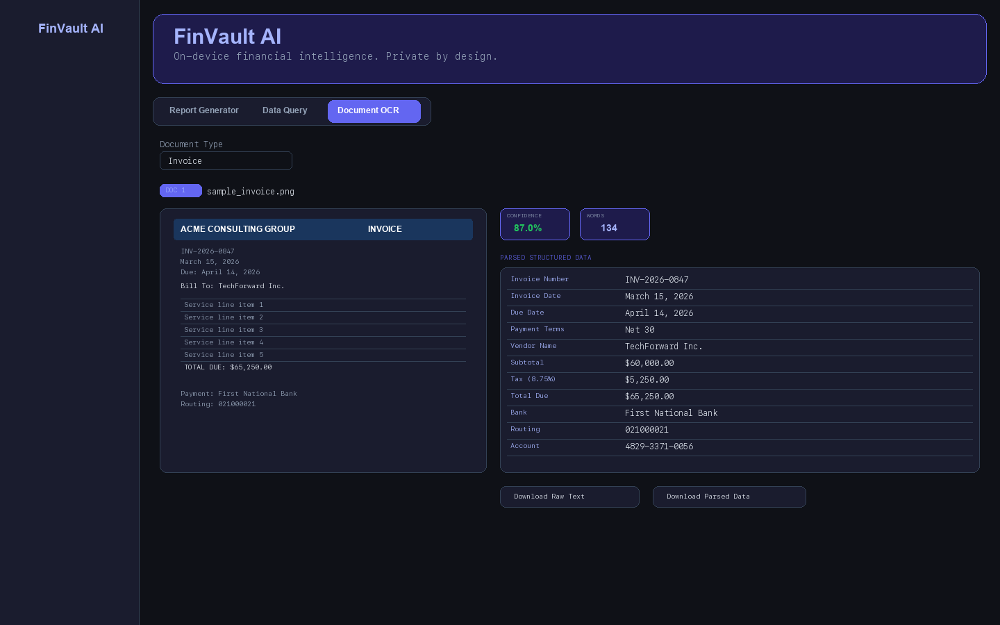 FinVault AI
FinVault AI
On-device financial intelligence. Private by design.
Report Generator Data Query Document OCR
Document Type
Invoice
DOC 1 sample_invoice.png
ACME CONSULTING GROUP INVOICE
INV-2026-0847
March 15, 2026
Due: April 14, 2026
Bill To: TechForward Inc.
Service line item 1
Service line item 2
Service line item 3
Service line item 4
Service line item 5
TOTAL DUE: $65,250.00
Payment: First National Bank
Routing: 021000021
CONFIDENCE WORDS
87.0% 134
PARSED STRUCTURED DATA
Invoice Number INV-2026-0847
Invoice Date March 15, 2026
Due Date April 14, 2026
Payment Terms Net 30
Vendor Name TechForward Inc.
Subtotal $60,000.00
Tax (8.75%) $5,250.00
Total Due $65,250.00
Bank First National Bank
Routing 021000021
Account 4829-3371-0056
Download Raw Text Download Parsed Data